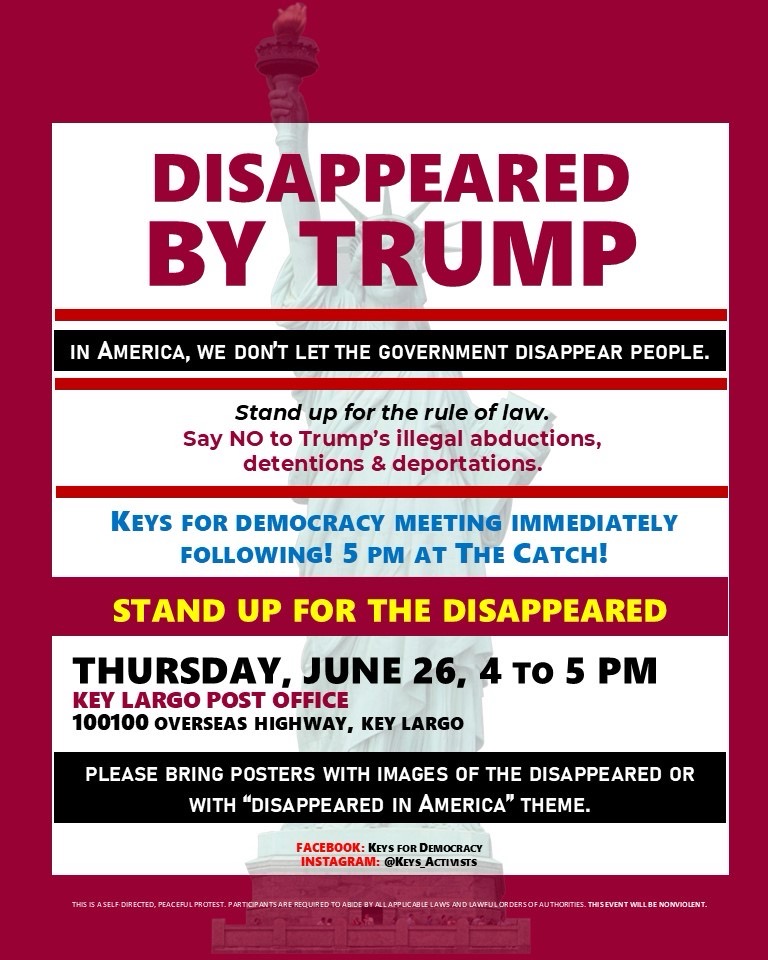 DISAPPEARED
BY TRUMP
IN AMERICA, WE DON'T LET THE GOVERNMENT DISAPPEAR PEOPLE.
Stand up for the rule of law.
Say NO to Trump's illegal abductions,
detentions & deportations.
KEYS FOR DEMOCRACY MEETING IMMEDIATELY
FOLLOWING! 5 PM AT THE CATCH!
STAND UP FOR THE DISAPPEARED
THURSDAY, JUNE 26, 4 TO 5 PM
KEY LARGO POST OFFICE
100100 OVERSEAS HIGHWAY, KEY LARGO
PLEASE BRING POSTERS WITH IMAGES OF THE DISAPPEARED OR
WITH “DISAPPEARED IN AMERICA” THEME.
FACEBOOK: KEYS FOR DEMOCRACY
INSTAGRAM: @KEYS_ACTIVISTS
THIS IS A SELF-DIRECTED, PEACEFUL PROTEST. PARTICIPANTS ARE REQUIRED TO ABIDE BY ALL APPLICABLE LAWS AND LAWFUL ORDERS OF AUTHORITIES. THIS EVENT WILL BE NONVIOLENT.